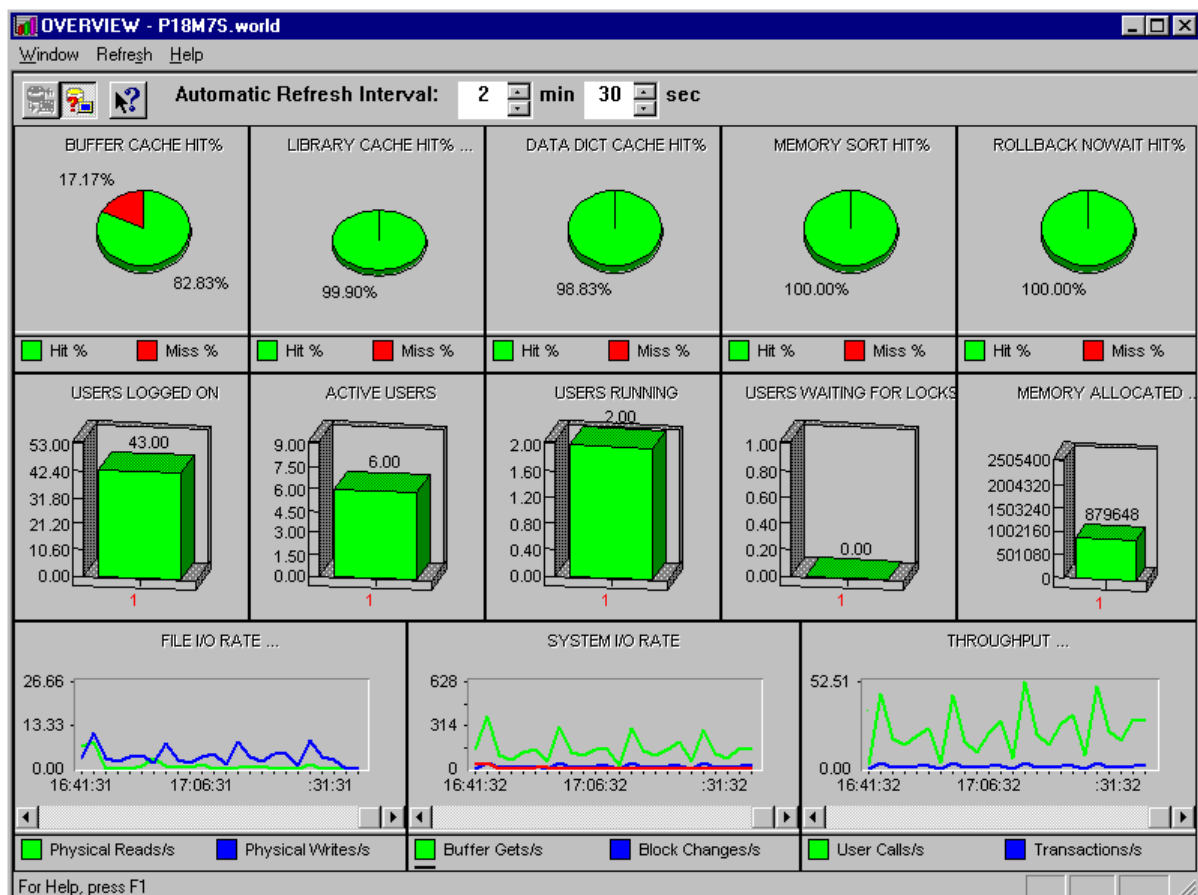 OVERVIEW - P18M7S.world
Window Refresh Help
Automatic Refresh Interval: 2 min 30 sec
BUFFER CACHE HIT%
17.17%
82.83%
Hit % Miss %
LIBRARY CACHE HIT% ...
99.90%
Hit % Miss %
DATA DICT CACHE HIT%
98.83%
Hit % Miss %
MEMORY SORT HIT%
100.00%
Hit % Miss %
ROLLBACK NOWAIT HIT%
100.00%
Hit % Miss %
USERS LOGGED ON
53.00
43.00
42.40
31.80
21.20
10.60
0.00
1
ACTIVE USERS
9.00
7.50
6.00
6.00
4.50
3.00
1.50
0.00
1
USERS RUNNING
2.00
2.00
1.60
1.20
0.80
0.40
0.00
1
USERS WAITING FOR LOCKS
1.00
0.80
0.60
0.40
0.20
0.00
0.00
1
MEMORY ALLOCATED ...
2505400
2004320
1503240
879648
1002160
501080
0
1
FILE I/O RATE ...
26.66
13.33
0.00
16:41:31 17:06:31 :31:31
Physical Reads/s Physical Writes/s
SYSTEM I/O RATE
628
314
0
16:41:32 17:06:32 :31:32
Buffer Gets/s Block Changes/s
THROUGHPUT ...
52.51
0.00
16:41:32 17:06:32 :31:32
User Calls/s Transactions/s
For Help, press F1